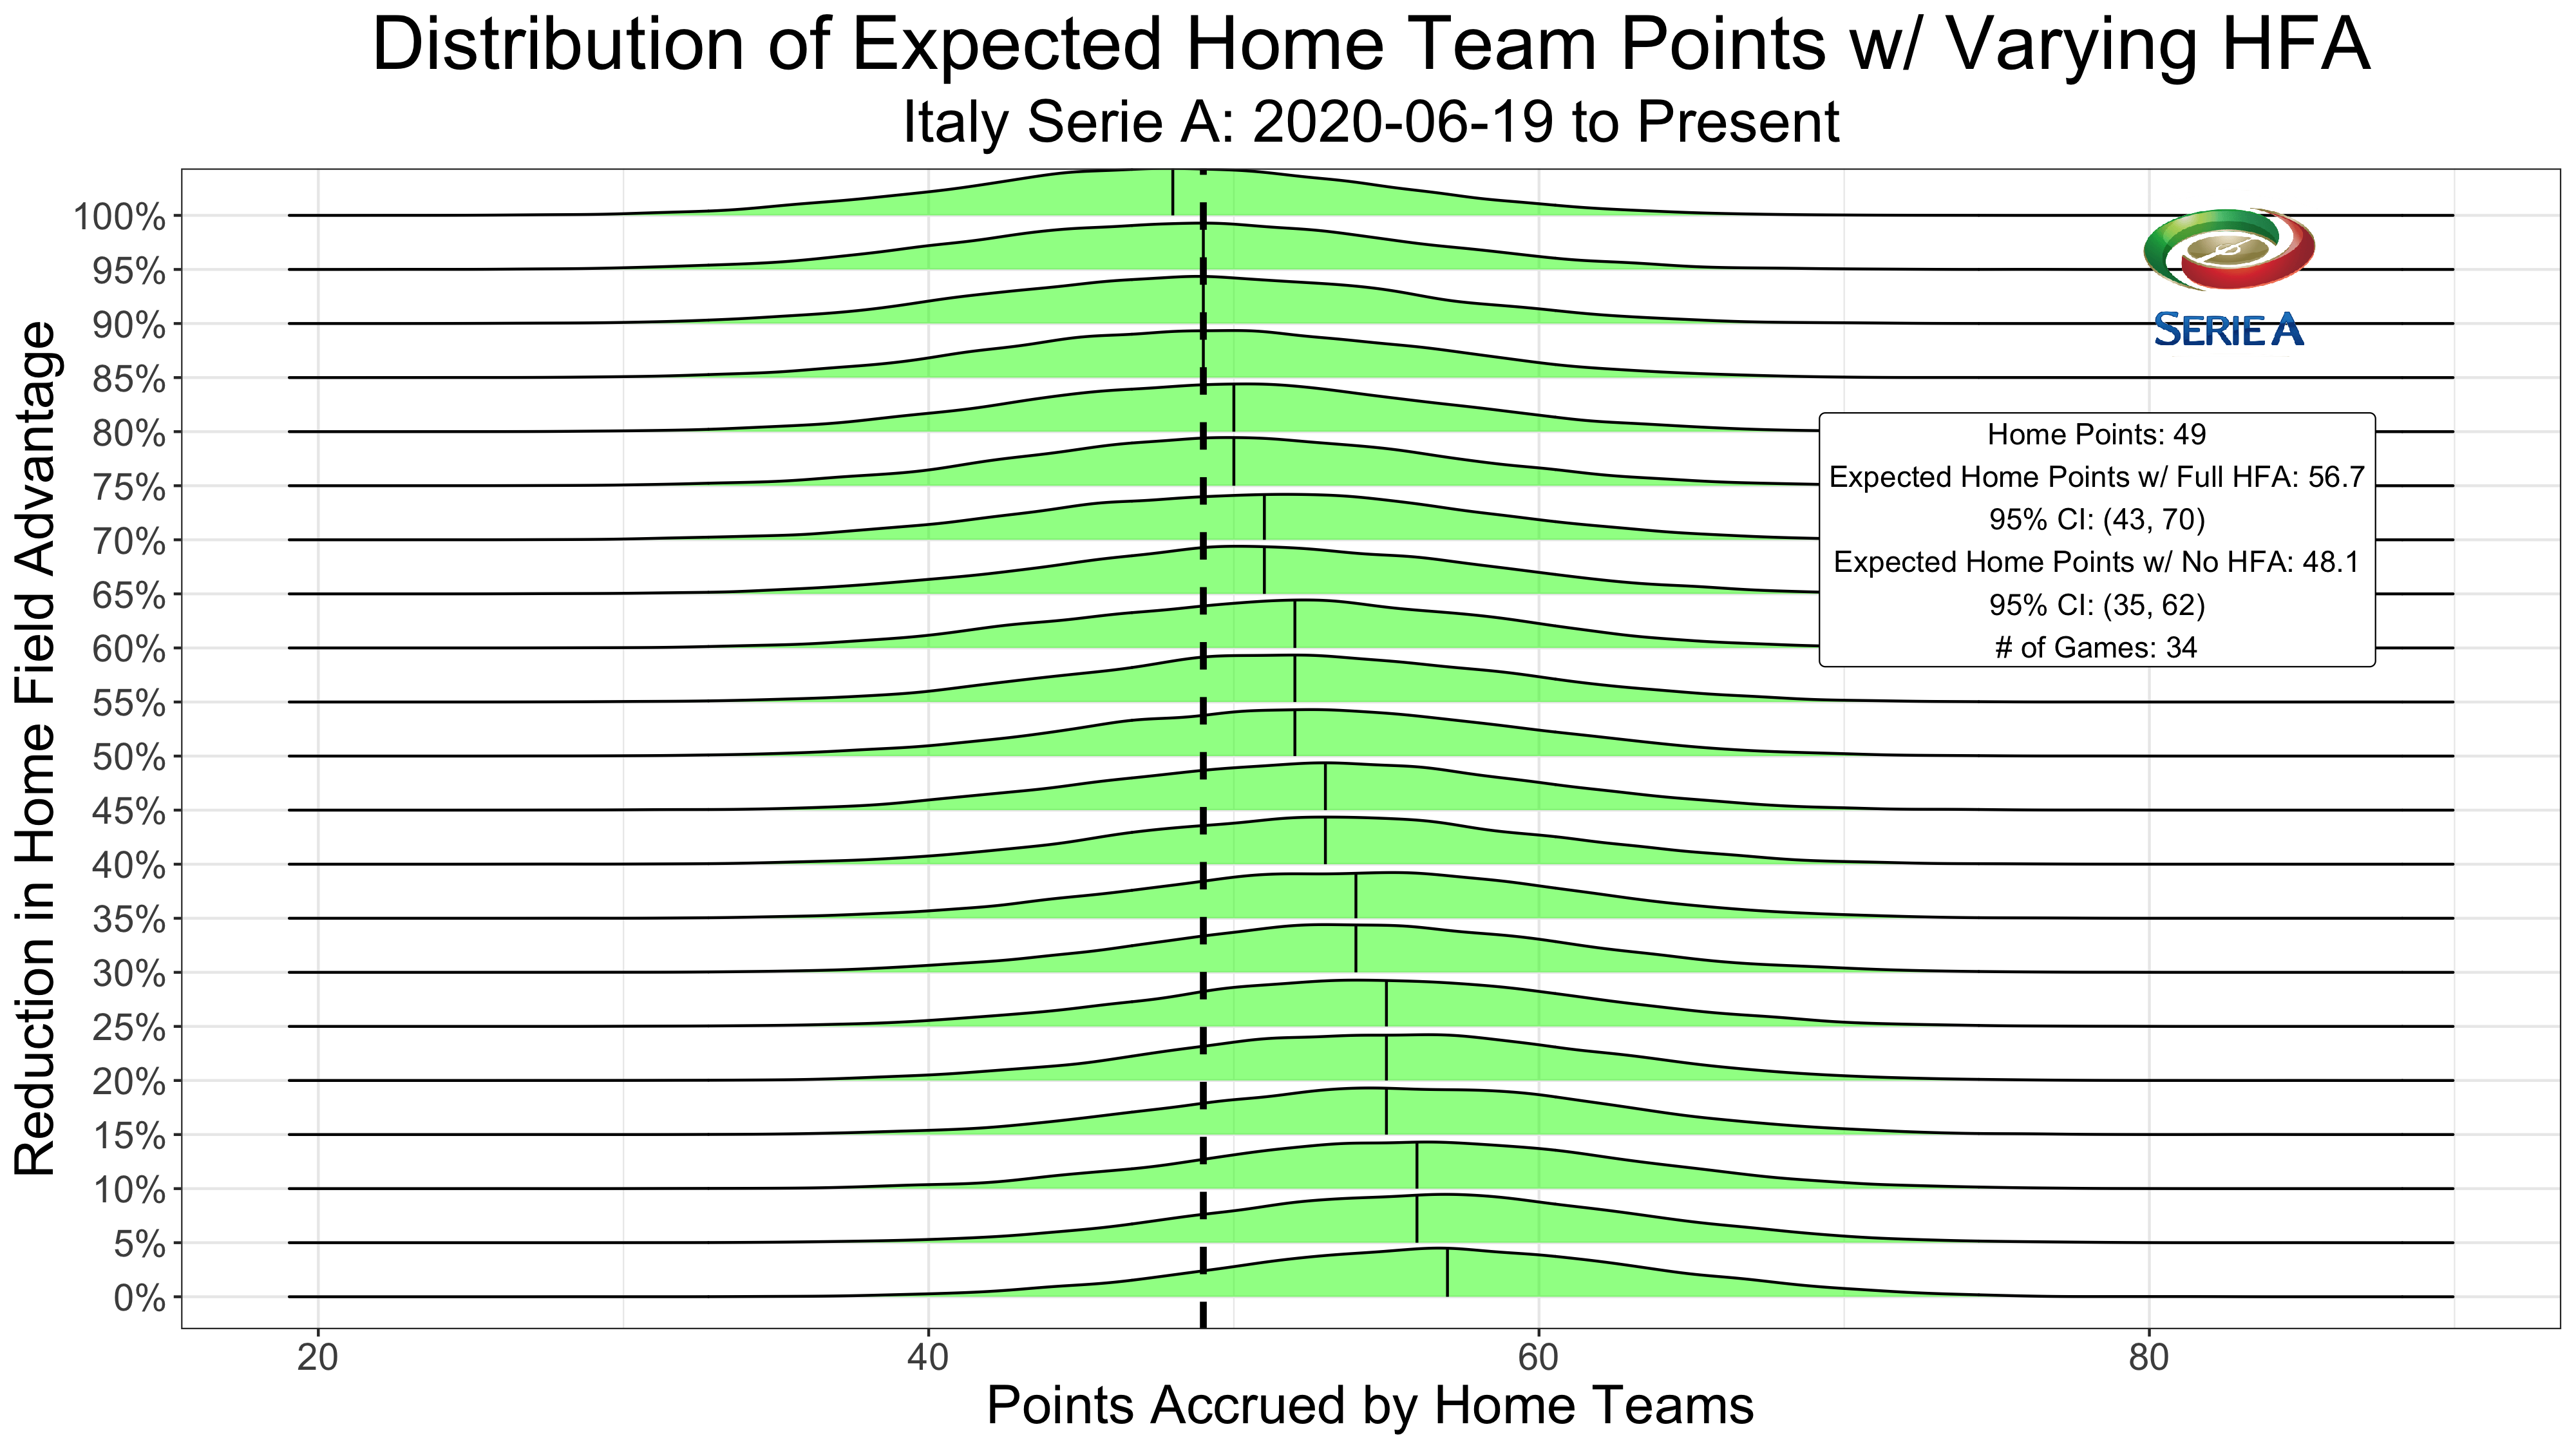 Distribution of Expected Home Team Points w/ Varying HFA
Italy Serie A: 2020-06-19 to Present
Reduction in Home Field Advantage
100%
95%
90%
85%
80%
75%
70%
65%
60%
55%
50%
45%
40%
35%
30%
25%
20%
15%
10%
5%
0%
SERIE A
Home Points: 49
Expected Home Points w/ Full HFA: 56.7
95% CI: (43, 70)
Expected Home Points w/ No HFA: 48.1
95% CI: (35, 62)
# of Games: 34
20 40 60 80
Points Accrued by Home Teams